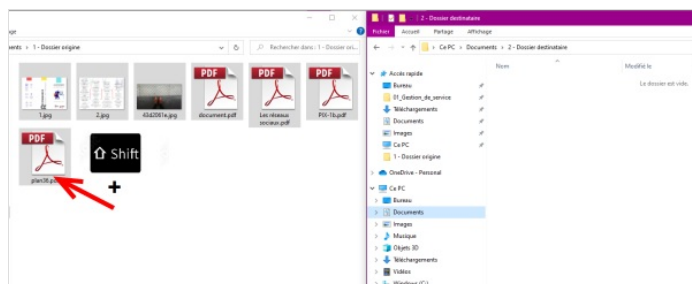 2 - Dossier destinataire
Fichier Accueil Partage Affichage
1 - Dossier origine
Rechercher dans : 1 - Dossier ori...
Ce PC > Documents > 2 - Dossier destinataire
Nom Modifié le
Le dossier est vide.
PDF PDF PDF
1.jpg 2.jpg document.pdf Les réseaux sociaux.pdf PIX-1b.pdf
PDF
plan36.pdf
Shift
+
Accès rapide
Bureau
01_Gestion_de_service
Téléchargements
Documents
Images
Ce PC
1 - Dossier origine
OneDrive - Personal
Ce PC
Bureau
Documents
Images
Musique
Objets 3D
Téléchargements
Vidéos
Windows (C:)